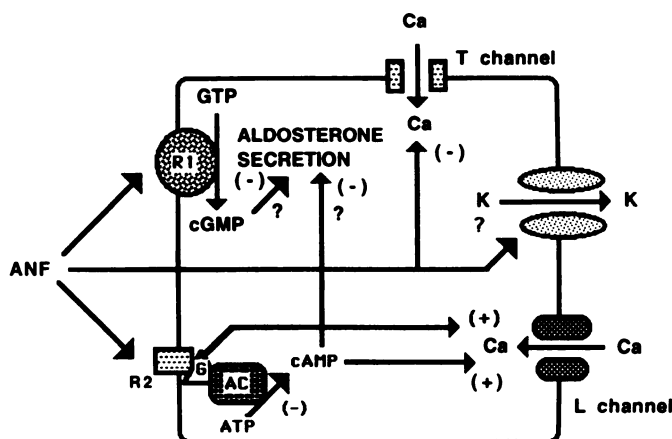 Ca
T channel
GTP
Ca
ALDOSTERONE
SECRETION
(-)
R1
(-)
(-)
?
?
cGMP
K
K
?
ANF
(+)
G
cAMP
Ca
Ca
R2
AC
(+)
(-)
ATP
L channel